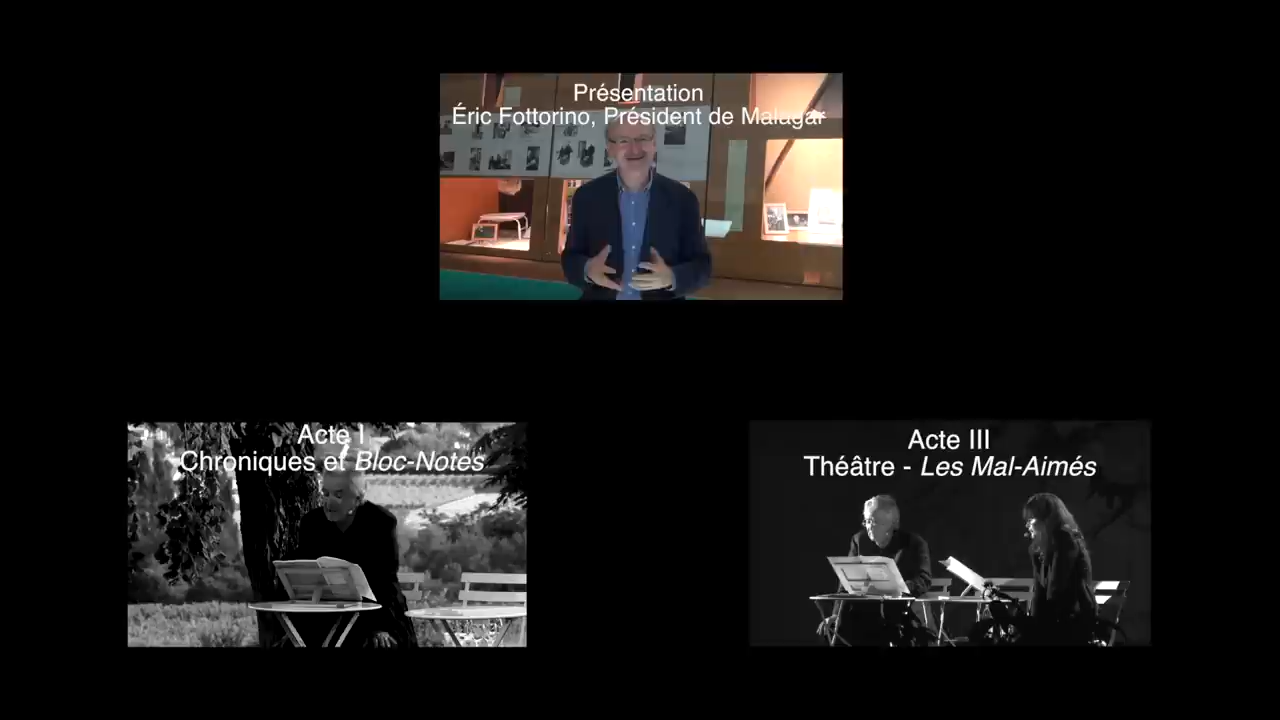 Présentation
Éric Fottorino, Président de Malagar
Acte I
Chroniques et Bloc-Notes
Acte III
Théâtre - Les Mal-Aimés